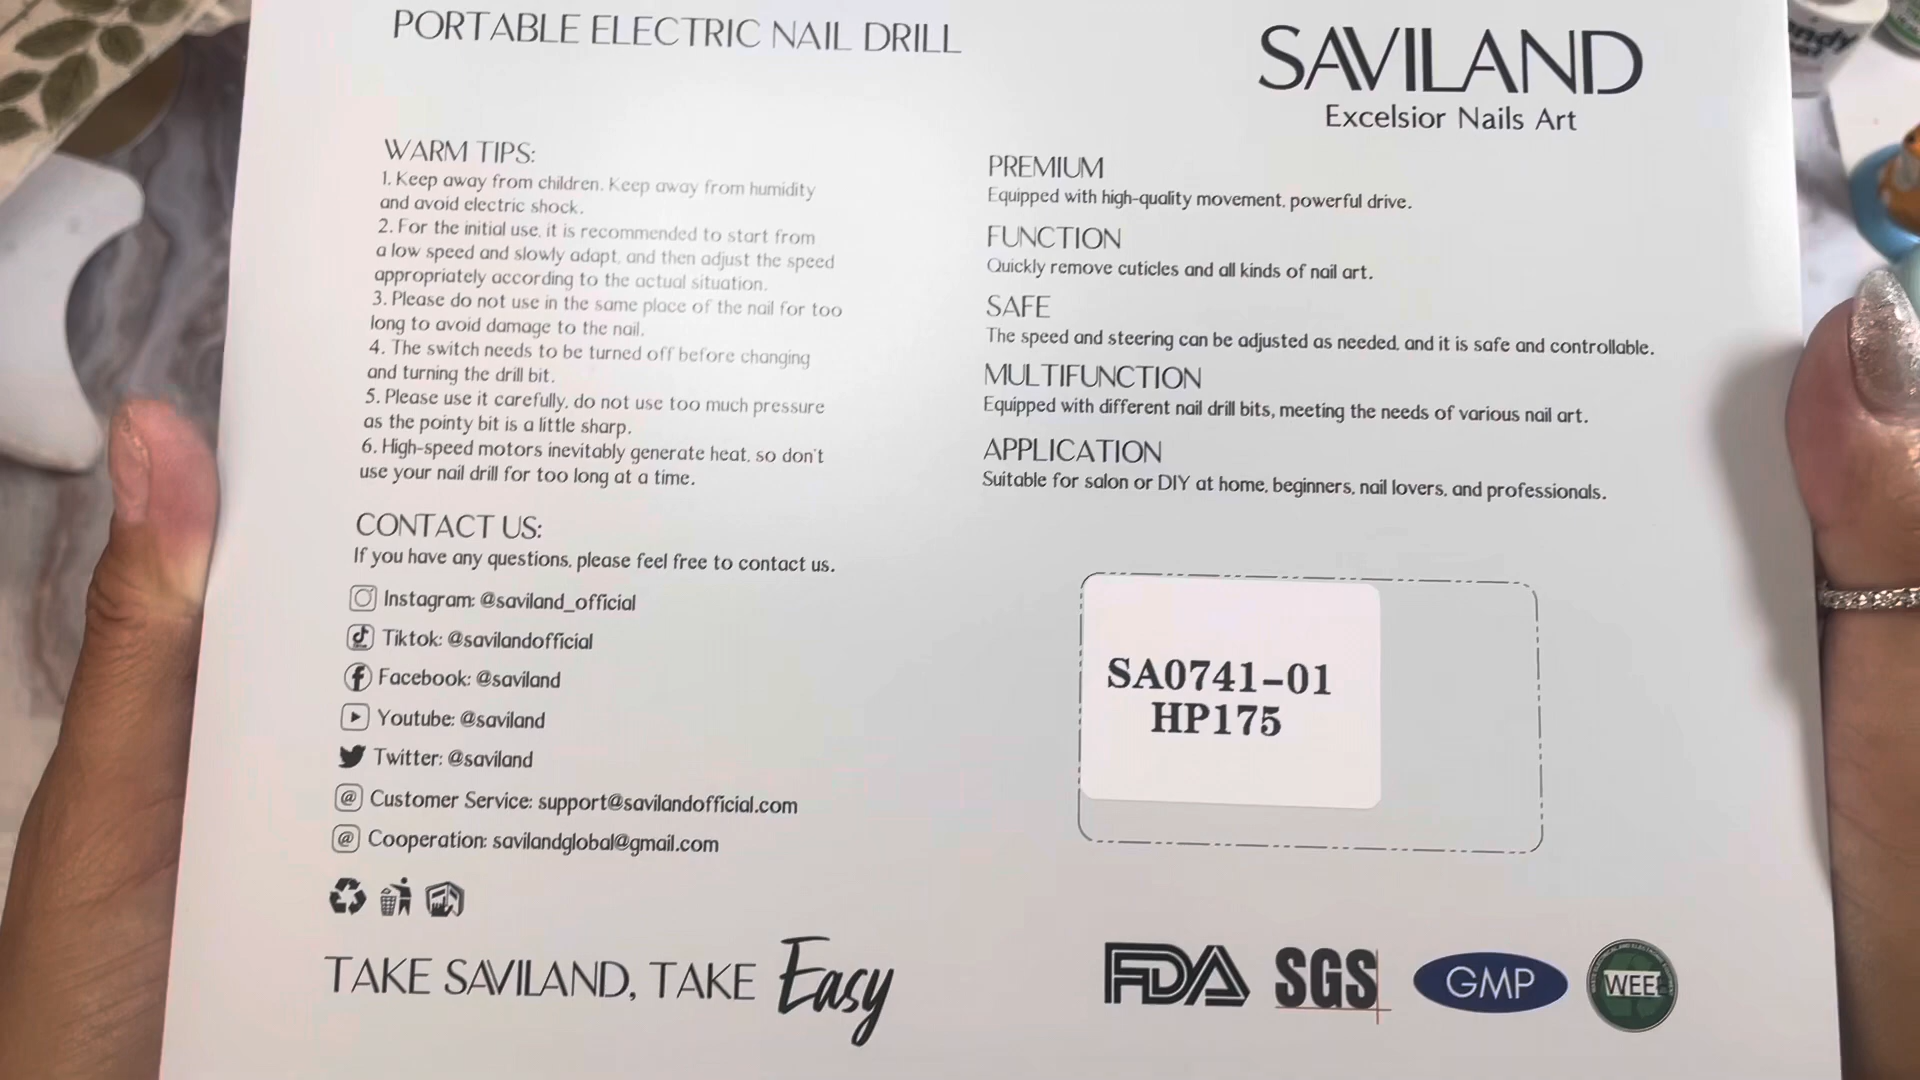 PORTABLE ELECTRIC NAIL DRILL
SAVILAND
Excelsior Nails Art
WARM TIPS:
1. Keep away from children. Keep away from humidity
and avoid electric shock.
2. For the initial use, it is recommended to start from
a low speed and slowly adapt, and then adjust the speed
appropriately according to the actual situation.
3. Please do not use in the same place of the nail for too
long to avoid damage to the nail.
4. The switch needs to be turned off before changing
and turning the drill bit.
5. Please use it carefully, do not use too much pressure
as the pointy bit is a little sharp.
6. High-speed motors inevitably generate heat, so don't
use your nail drill for too long at a time.
CONTACT US:
If you have any questions, please feel free to contact us.
Instagram: @saviland_official
Tiktok: @savilandofficial
Facebook: @saviland
Youtube: @saviland
Twitter: @saviland
Customer Service: support@savilandofficial.com
Cooperation: savilandglobal@gmail.com
TAKE SAVILAND, TAKE Easy
PREMIUM
Equipped with high-quality movement, powerful drive.
FUNCTION
Quickly remove cuticles and all kinds of nail art.
SAFE
The speed and steering can be adjusted as needed, and it is safe and controllable.
MULTIFUNCTION
Equipped with different nail drill bits, meeting the needs of various nail art.
APPLICATION
Suitable for salon or DIY at home, beginners, nail lovers, and professionals.
SA0741-01
HP175
FDA SGS GMP WEEE